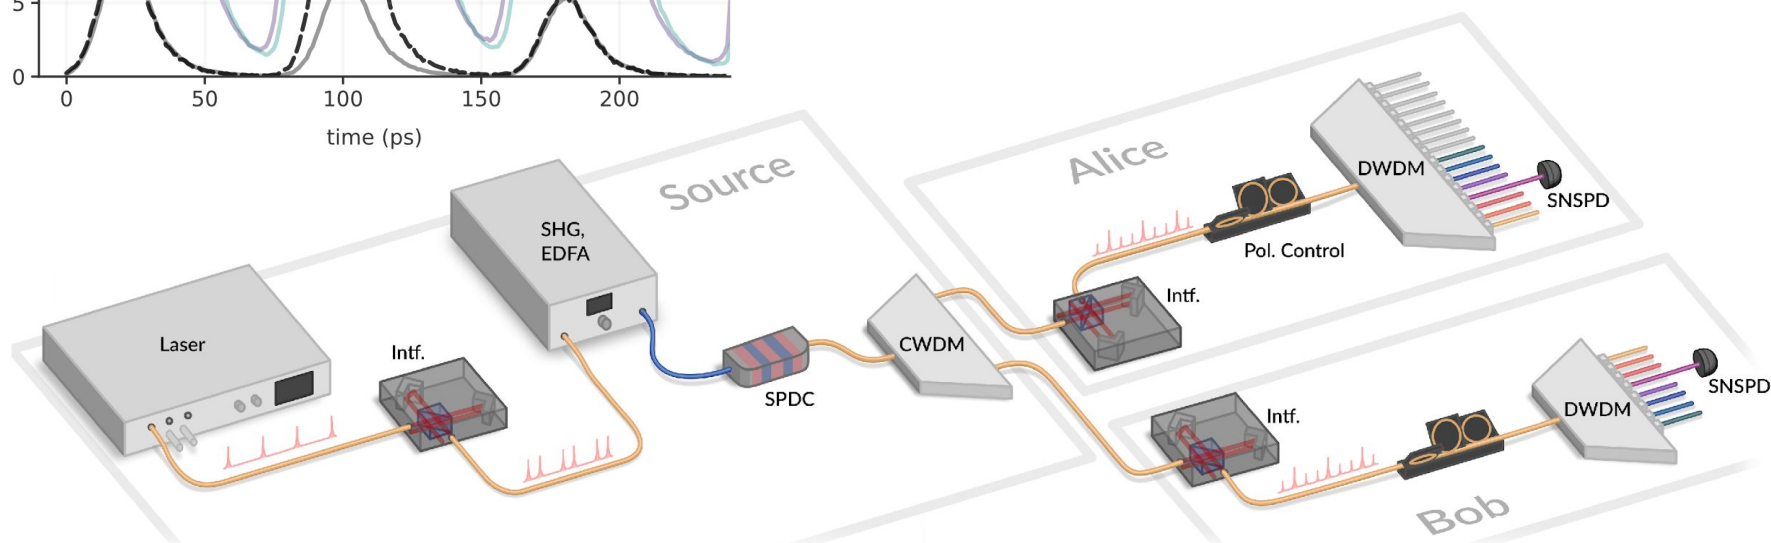 5
0
0
50
100
150
200
time (ps)
Source
Alice
DWDM
SNSPD
Pol. Control
SHG,
EDFA
Intf.
Laser
Intf.
CWDM
SPDC
Intf.
DWDM
SNSPD
Bob